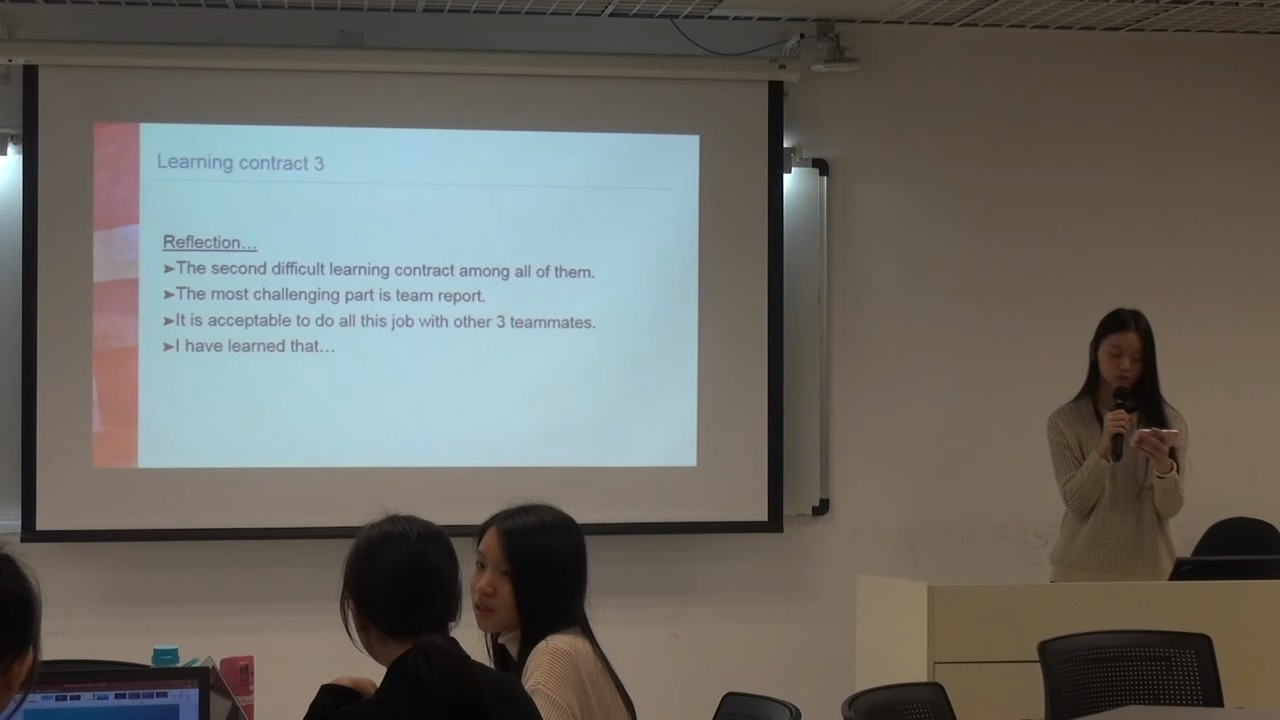 Learning contract 3
Reflection…
➢The second difficult learning contract among all of them.
➢The most challenging part is team report.
➢It is acceptable to do all this job with other 3 teammates.
➢I have learned that…